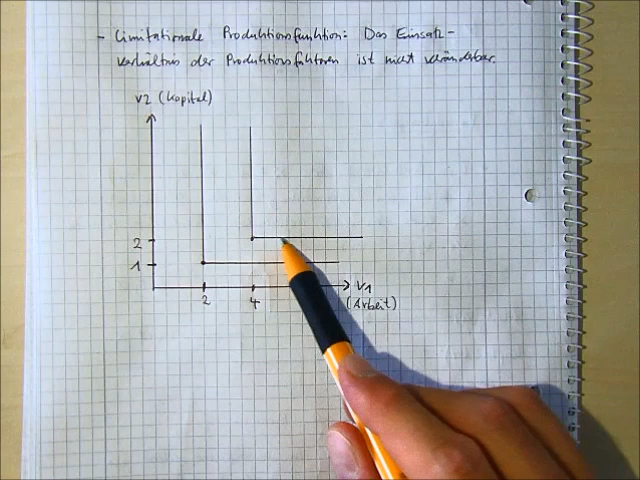 - Limitationale Produktionsfunktion: Das Einsatz-
verhältnis der Produktionsfaktoren ist nicht veränderbar.
v2 (Kapital)
2
1
2 4 v1
(Arbeit)